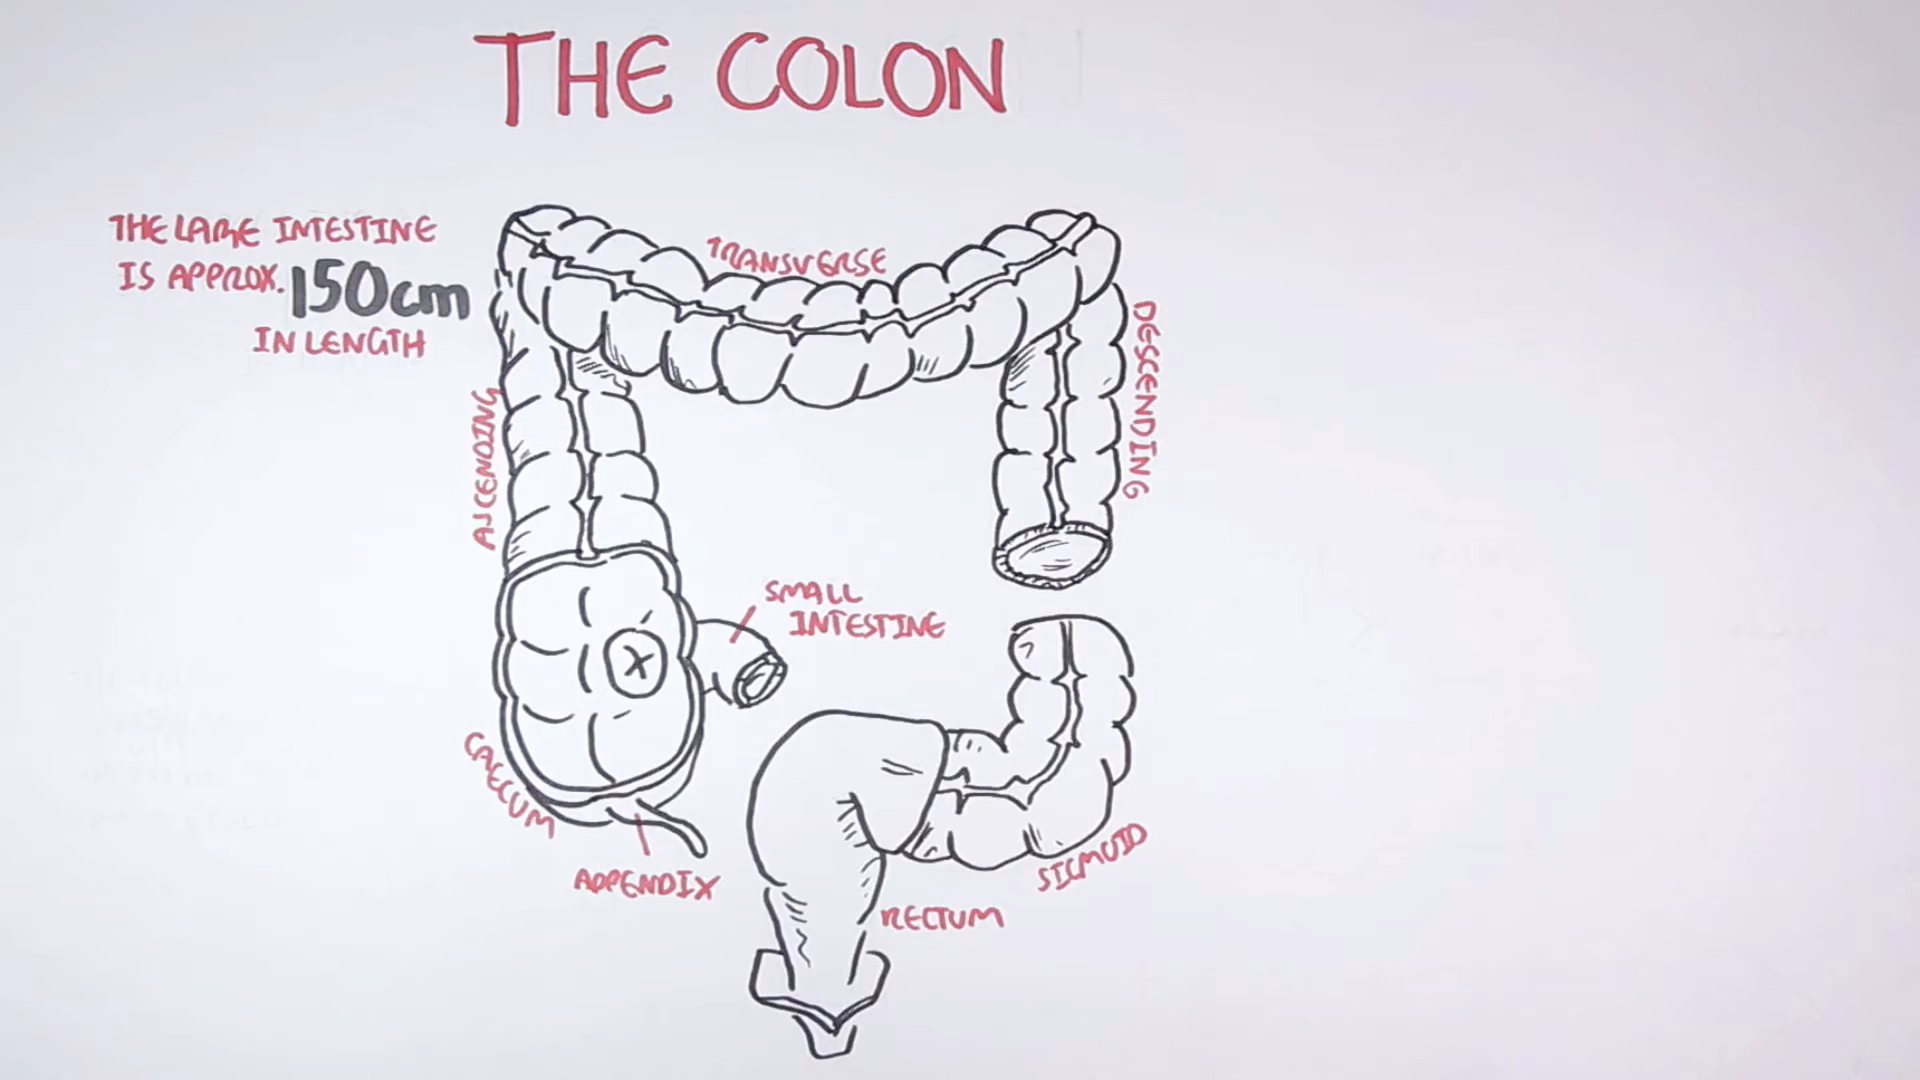 THE COLON
THE LARGE INTESTINE
IS APPROX. 150cm
IN LENGTH
TRANSVERSE
DESCENDING
ASCENDING
SMALL
INTESTINE
X
CAECUM
APPENDIX
SIGMOID
RECTUM